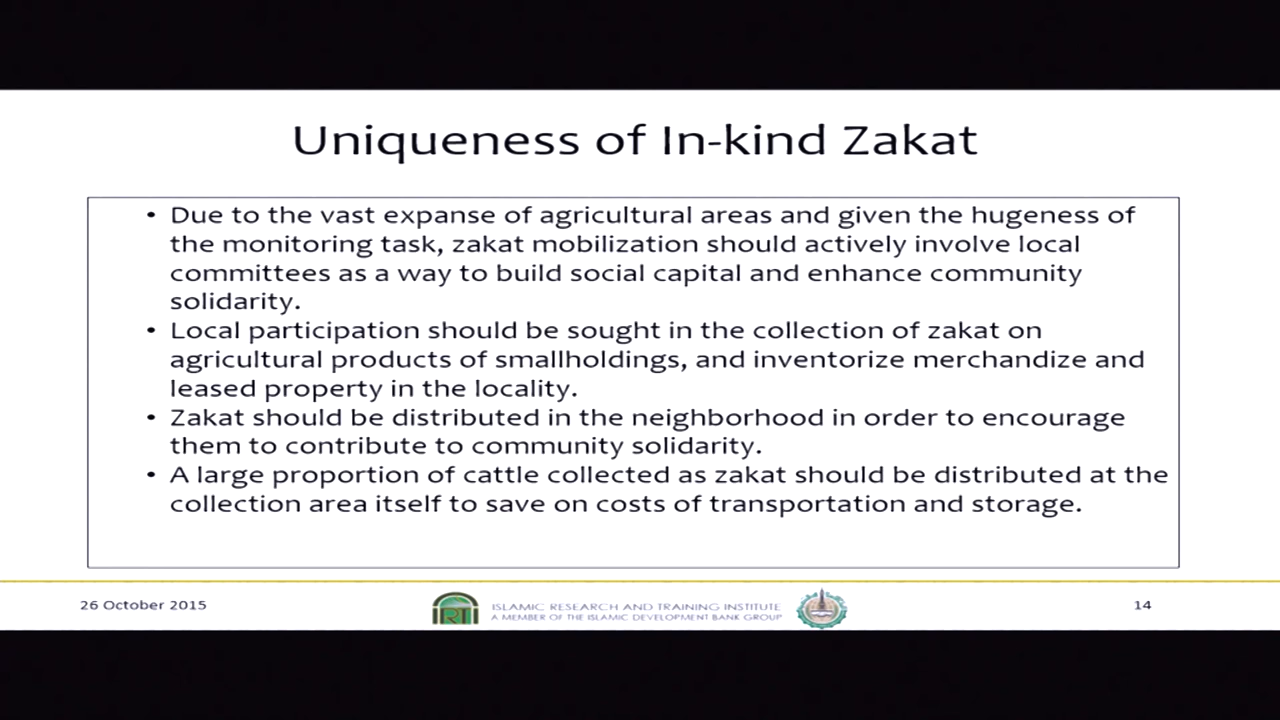 Uniqueness of In-kind Zakat
• Due to the vast expanse of agricultural areas and given the hugeness of
the monitoring task, zakat mobilization should actively involve local
committees as a way to build social capital and enhance community
solidarity.
• Local participation should be sought in the collection of zakat on
agricultural products of smallholdings, and inventorize merchandize and
leased property in the locality.
• Zakat should be distributed in the neighborhood in order to encourage
them to contribute to community solidarity.
• A large proportion of cattle collected as zakat should be distributed at the
collection area itself to save on costs of transportation and storage.
26 October 2015
IRTI
ISLAMIC RESEARCH AND TRAINING INSTITUTE
A MEMBER OF THE ISLAMIC DEVELOPMENT BANK GROUP
14